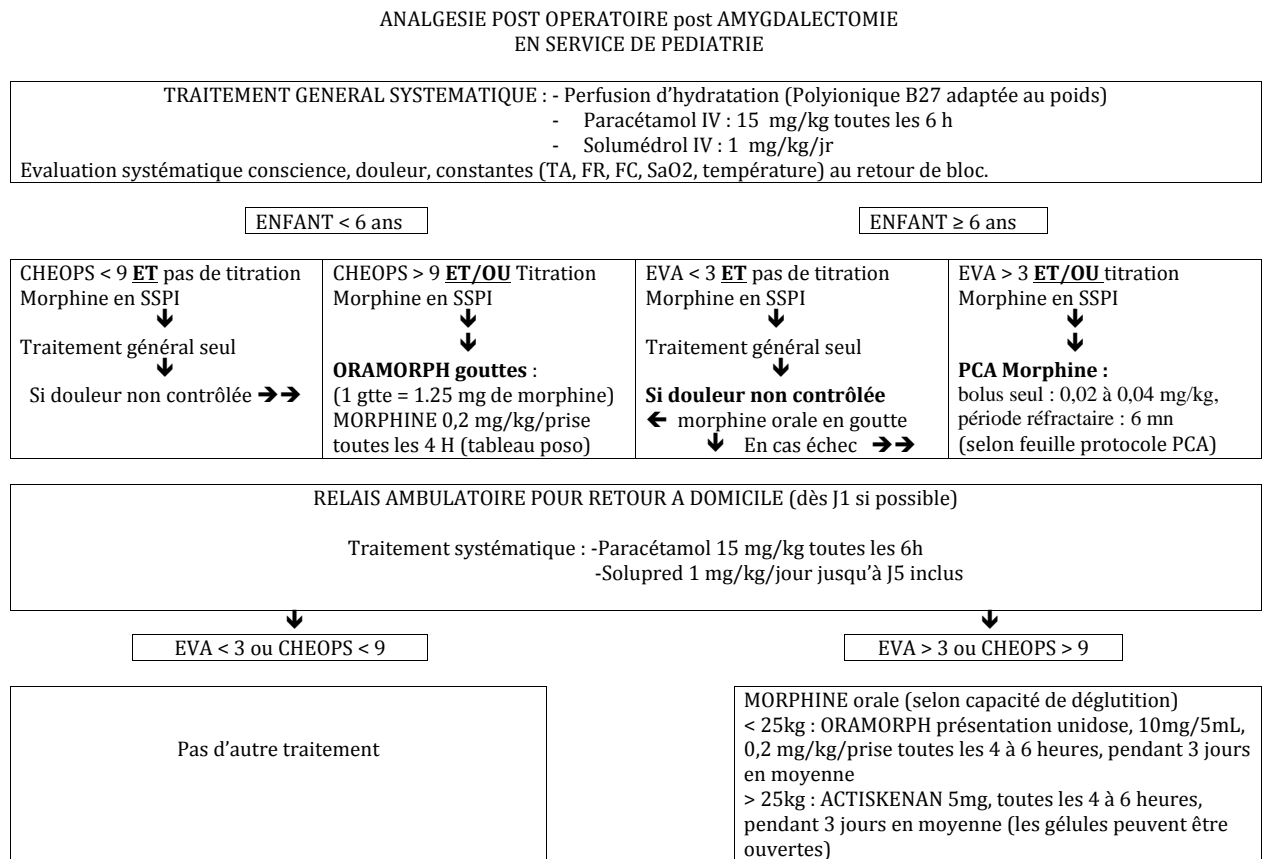 ANALGESIE POST OPERATOIRE post AMYGDALECTOMIE
EN SERVICE DE PEDIATRIE
TRAITEMENT GENERAL SYSTEMATIQUE : - Perfusion d’hydratation (Polyionique B27 adaptée au poids)
- Paracétamol IV : 15 mg/kg toutes les 6 h
- Solumédrol IV : 1 mg/kg/jr
Evaluation systématique conscience, douleur, constantes (TA, FR, FC, SaO2, température) au retour de bloc.
ENFANT < 6 ans
ENFANT ≥ 6 ans
CHEOPS < 9 ET pas de titration
Morphine en SSPI
🡻
Traitement général seul
🡻
Si douleur non contrôlée ➔➔
CHEOPS > 9 ET/OU Titration
Morphine en SSPI
🡻
🡻
ORAMORPH gouttes :
(1 gtte = 1.25 mg de morphine)
MORPHINE 0,2 mg/kg/prise
toutes les 4 H (tableau poso)
EVA < 3 ET pas de titration
Morphine en SSPI
🡻
Traitement général seul
🡻
Si douleur non contrôlée
🡸 morphine orale en goutte
🡻 En cas échec ➔➔
EVA > 3 ET/OU titration
Morphine en SSPI
🡻
🡻
PCA Morphine :
bolus seul : 0,02 à 0,04 mg/kg,
période réfractaire : 6 mn
(selon feuille protocole PCA)
RELAIS AMBULATOIRE POUR RETOUR A DOMICILE (dès J1 si possible)
Traitement systématique : -Paracétamol 15 mg/kg toutes les 6h
-Solupred 1 mg/kg/jour jusqu’à J5 inclus
🡻
🡻
EVA < 3 ou CHEOPS < 9
EVA > 3 ou CHEOPS > 9
Pas d’autre traitement
MORPHINE orale (selon capacité de déglutition)
< 25kg : ORAMORPH présentation unidose, 10mg/5mL,
0,2 mg/kg/prise toutes les 4 à 6 heures, pendant 3 jours
en moyenne
> 25kg : ACTISKENAN 5mg, toutes les 4 à 6 heures,
pendant 3 jours en moyenne (les gélules peuvent être
ouvertes)